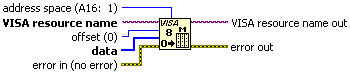 address space (A16: 1)
VISA resource name
offset (0)
data
error in (no error)
VISA
8
M
0
VISA resource name out
error out